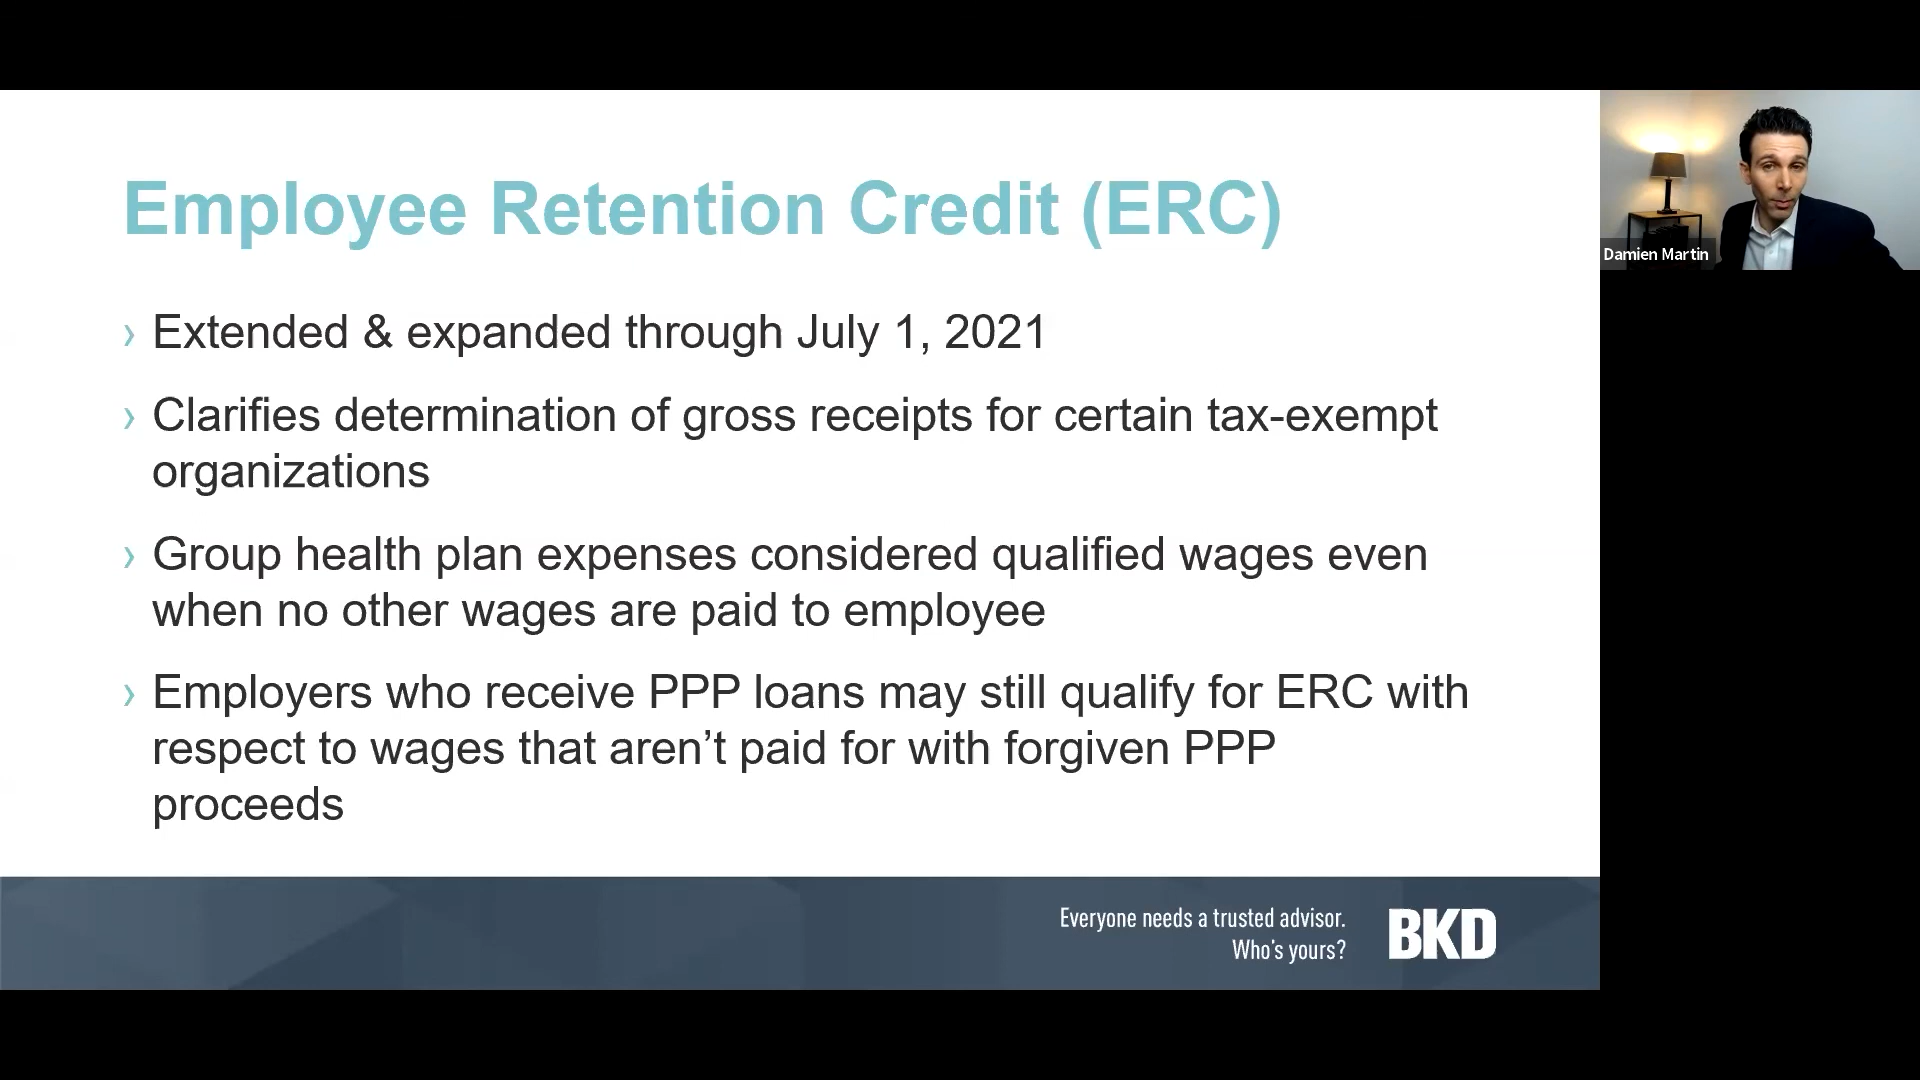 Employee Retention Credit (ERC)
› Extended & expanded through July 1, 2021
› Clarifies determination of gross receipts for certain tax-exempt
organizations
› Group health plan expenses considered qualified wages even
when no other wages are paid to employee
› Employers who receive PPP loans may still qualify for ERC with
respect to wages that aren’t paid for with forgiven PPP
proceeds
Everyone needs a trusted advisor.
Who's yours?
BKD
Damien Martin